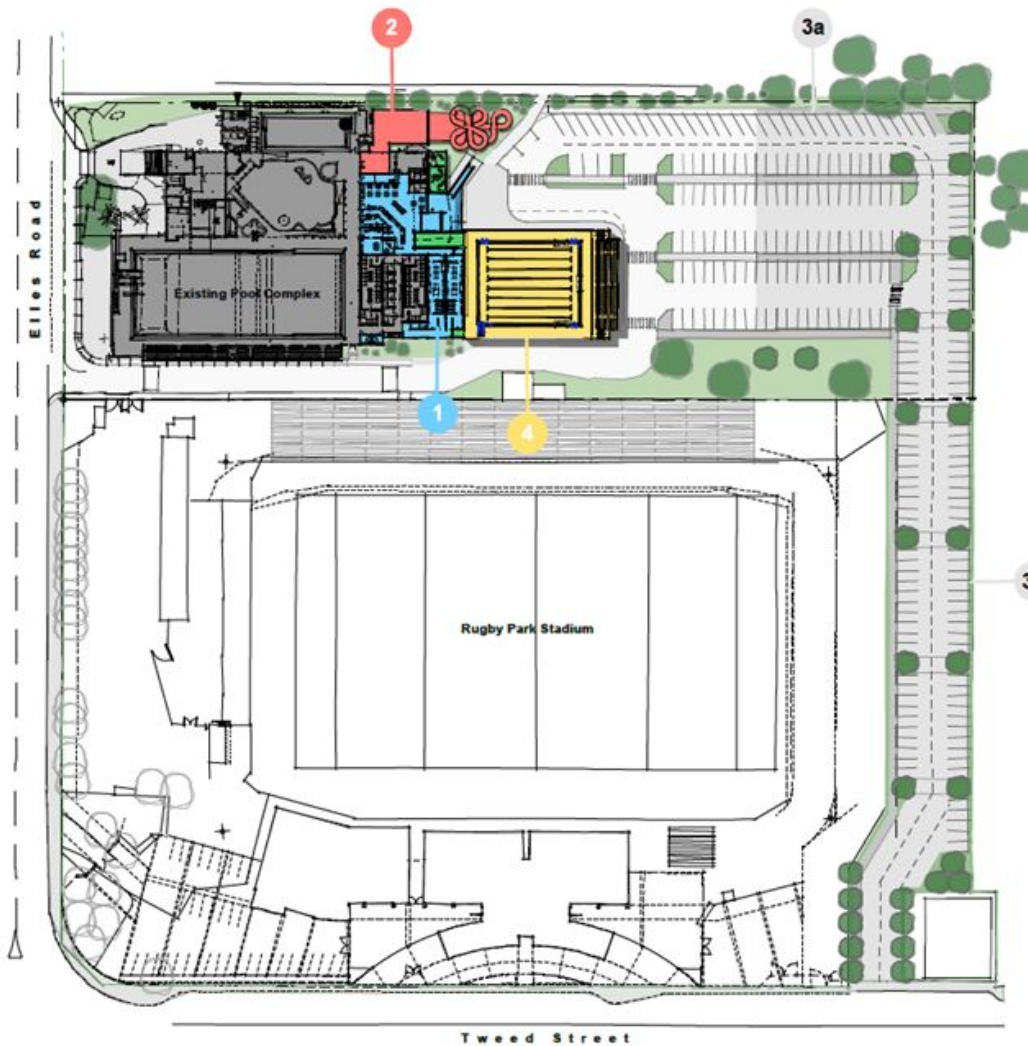 2
3a
Elles Road
Existing Pool Complex
1
4
Rugby Park Stadium
3
Tweed Street